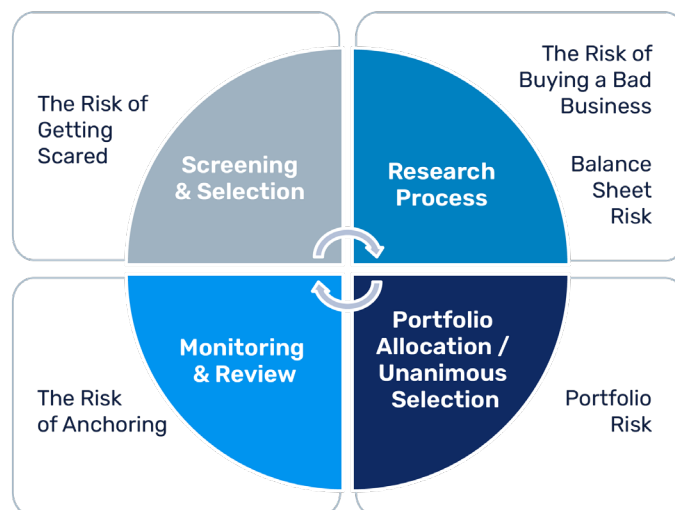 The Risk of
Getting
Scared
Screening
& Selection
Research
Process
The Risk of
Buying a Bad
Business
Balance
Sheet
Risk
The Risk
of Anchoring
Monitoring
& Review
Portfolio
Allocation /
Unanimous
Selection
Portfolio
Risk